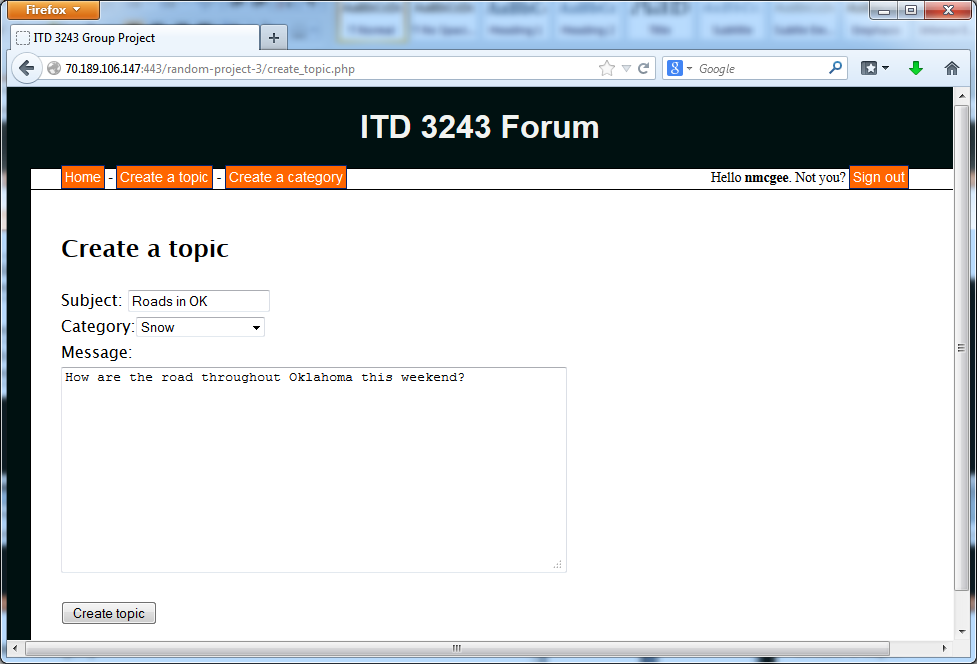 Firefox
ITD 3243 Group Project
70.189.106.147:443/random-project-3/create_topic.php
Google
ITD 3243 Forum
Home - Create a topic - Create a category
Hello nmcgee. Not you? Sign out
Create a topic
Subject: Roads in OK
Category: Snow
Message:
How are the road throughout Oklahoma this weekend?
Create topic